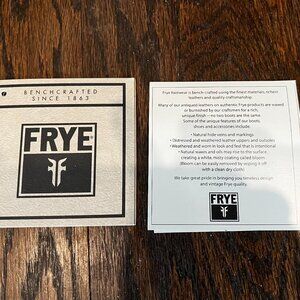 BENCHCRAFTED
SINCE 1863
FRYE
Frye footwear is bench-crafted using the finest materials, richest
leathers and quality craftsmanship.
Many of our antiqued leathers on authentic Frye products are waxed
or burnished by our craftsmen for a rich,
unique finish – no two boots are the same.
Some of the unique features of our boots,
shoes and accessories include:
• Natural hide veins and markings
• Distressed and weathered leather uppers and outsoles
• Weathered and worn in look and feel that is intentional
• Natural waxes and oils may rise to the surface,
creating a white, misty coating called bloom
(Bloom can be easily removed by wiping it off
with a clean dry cloth)
We take great pride in bringing you timeless design
and vintage Frye quality.
FRYE